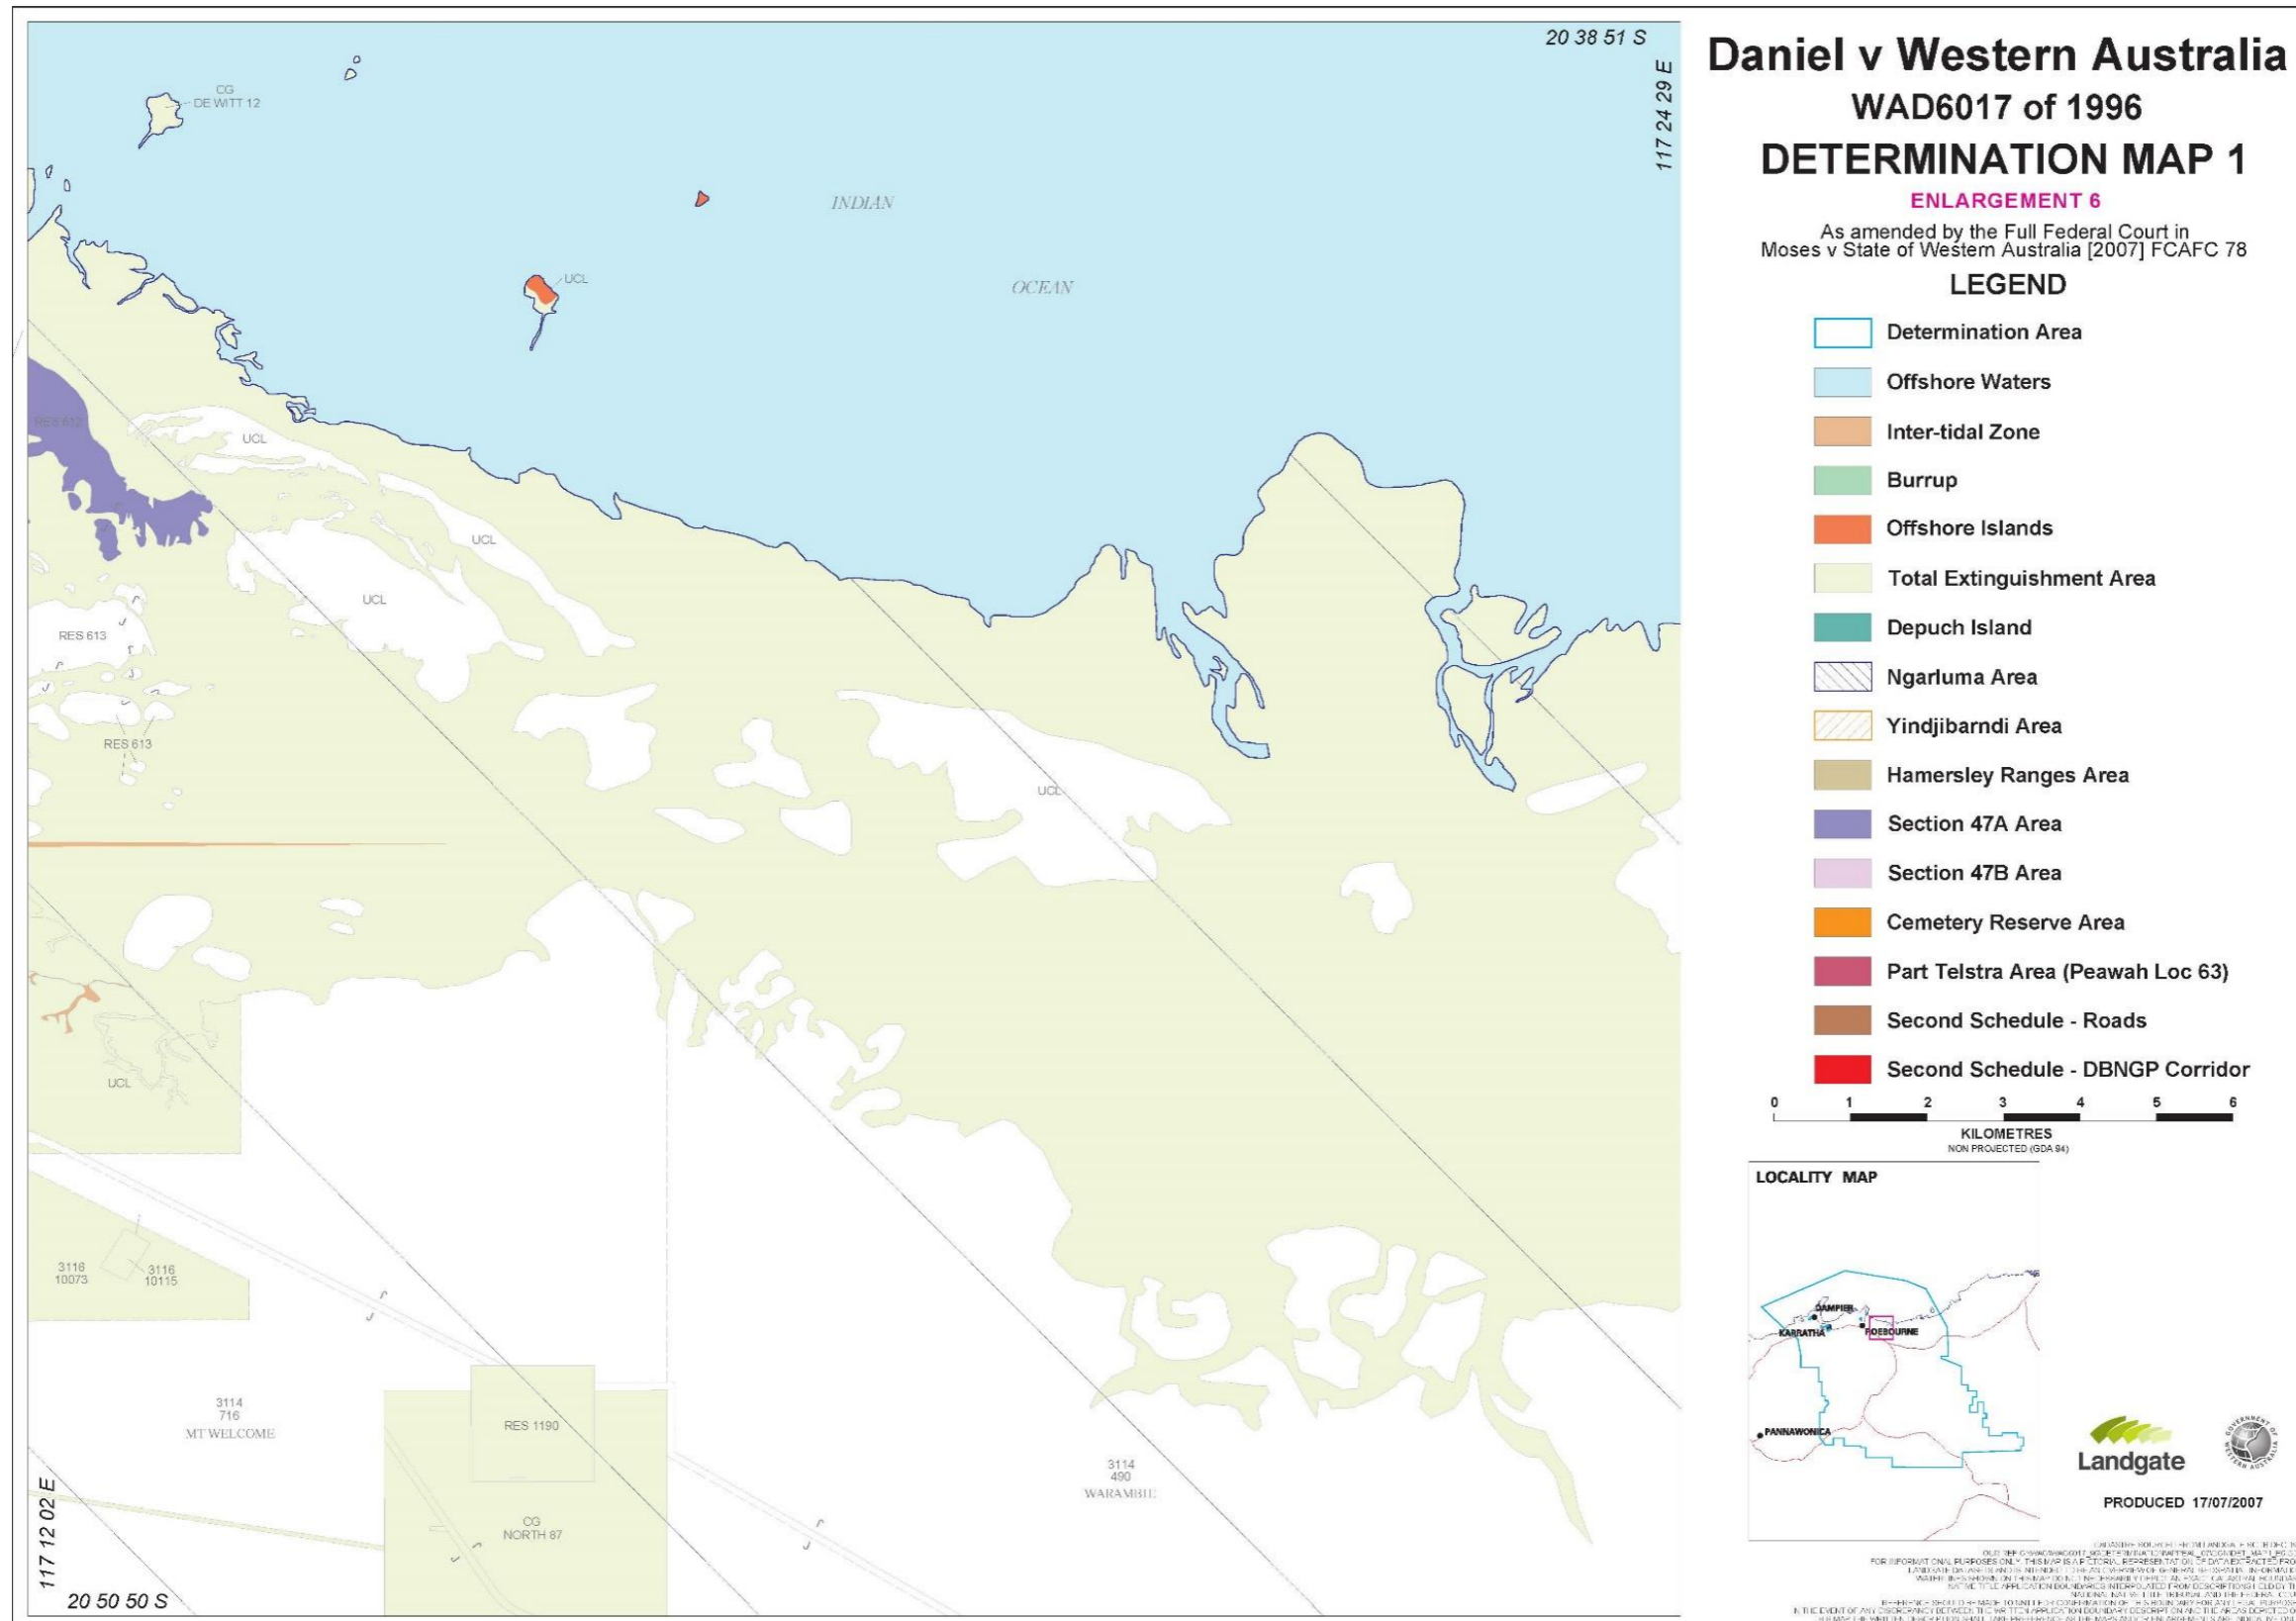 20 38 51 S
117 24 29 E
CG
DE WITT 12
INDIAN
OCEAN
UCL
RES 612
UCL
UCL
UCL
RES 613
RES 613
UCL
UCL
3116
10073
3116
10115
3114
716
MT WELCOME
RES 1190
CG
NORTH 87
3114
490
WARAMBIE
117 12 02 E
20 50 50 S
Daniel v Western Australia
WAD6017 of 1996
DETERMINATION MAP 1
ENLARGEMENT 6
As amended by the Full Federal Court in
Moses v State of Western Australia [2007] FCAFC 78
LEGEND
Determination Area
Offshore Waters
Inter-tidal Zone
Burrup
Offshore Islands
Total Extinguishment Area
Depuch Island
Ngarluma Area
Yindjibarndi Area
Hamersley Ranges Area
Section 47A Area
Section 47B Area
Cemetery Reserve Area
Part Telstra Area (Peawah Loc 63)
Second Schedule - Roads
Second Schedule - DBNGP Corridor
0 1 2 3 4 5 6
KILOMETRES
NON PROJECTED (GDA 94)
LOCALITY MAP
DAMPIER
KARRATHA
ROEBOURNE
PANNAWONICA
Landgate
GOVERNMENT OF
WESTERN AUSTRALIA
PRODUCED 17/07/2007